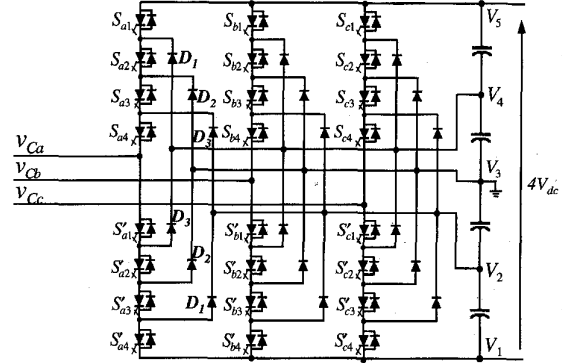 S_a1 S_b1 S_c1 V_5
S_a2 D_1 S_b2 S_c2
S_a3 D_2 S_b3 S_c3 V_4
S_a4 D_3 S_b4 S_c4
v_Ca
v_Cb V_3
v_Cc 4V_dc
S'_a1 D_3 S'_b1 S'_c1
S'_a2 D_2 S'_b2 S'_c2 V_2
S'_a3 D_1 S'_b3 S'_c3
S'_a4 S'_b4 S'_c4 V_1